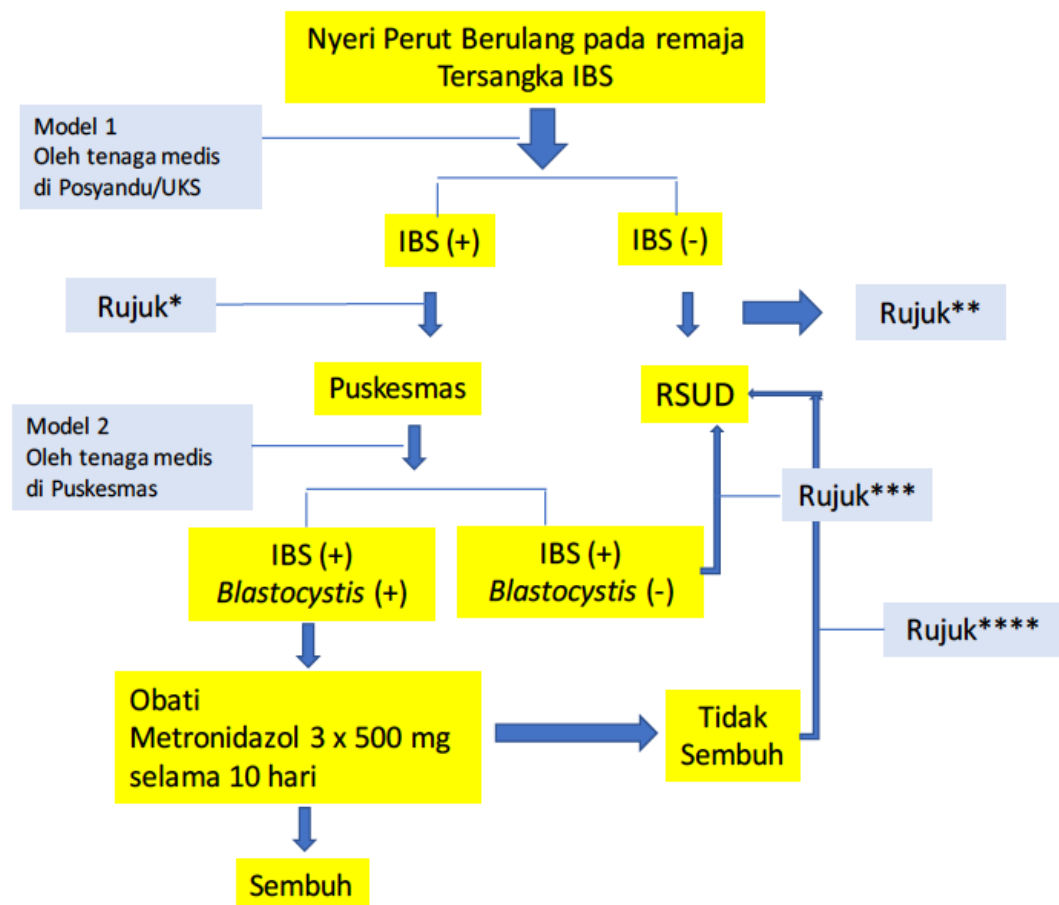 Nyeri Perut Berulang pada remaja
Tersangka IBS
Model 1
Oleh tenaga medis
di Posyandu/UKS
IBS (+)
IBS (-)
Rujuk*
Rujuk**
Puskesmas
RSUD
Model 2
Oleh tenaga medis
di Puskesmas
Rujuk***
IBS (+)
Blastocystis (+)
IBS (+)
Blastocystis (-)
Rujuk****
Obati
Metronidazol 3 x 500 mg
selama 10 hari
Tidak
Sembuh
Sembuh